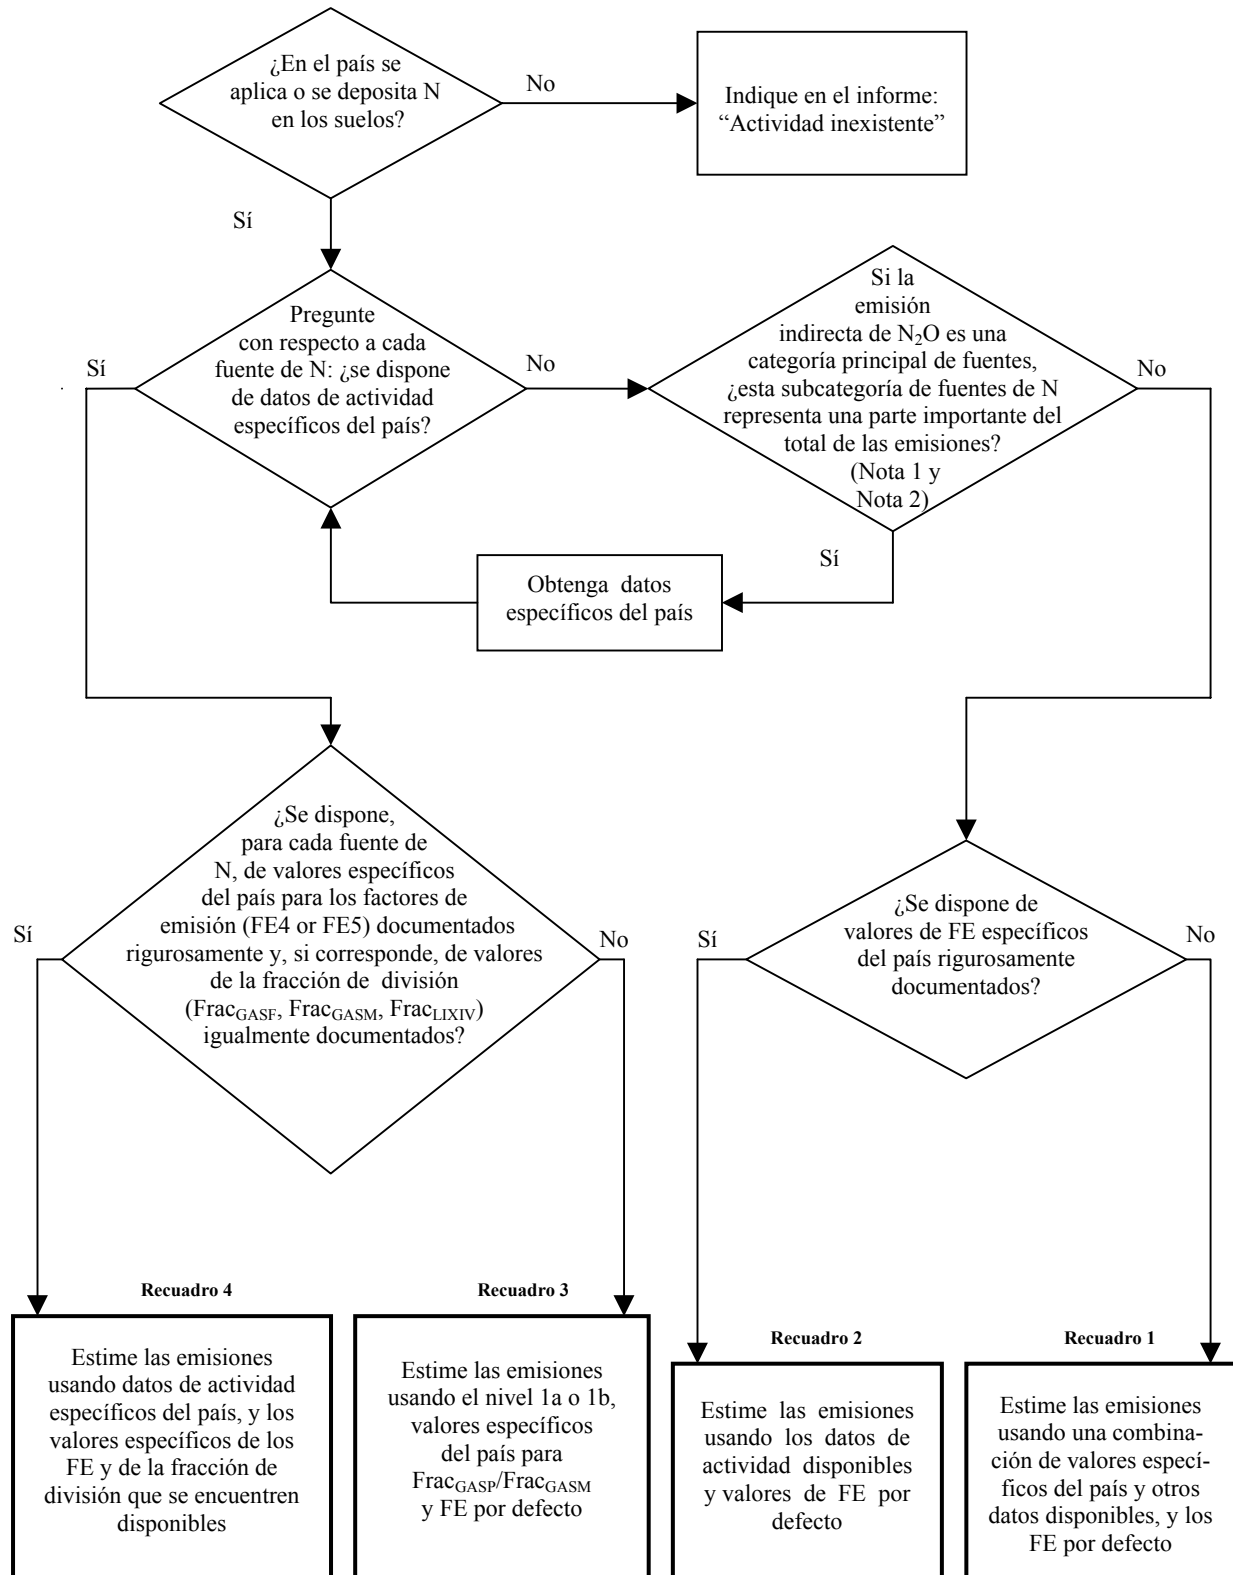 ¿En el país se
aplica o se deposita N
en los suelos?
No
Indique en el informe:
“Actividad inexistente”
Sí
Pregunte
con respecto a cada
fuente de N: ¿se dispone
de datos de actividad
específicos del país?
Sí
No
Si la
emisión
indirecta de N₂O es una
categoría principal de fuentes,
¿esta subcategoría de fuentes de N
representa una parte importante del
total de las emisiones?
(Nota 1 y
Nota 2)
No
Sí
Obtenga datos
específicos del país
¿Se dispone,
para cada fuente de
N, de valores específicos
del país para los factores de
emisión (FE4 or FE5) documentados
rigurosamente y, si corresponde, de valores
de la fracción de división
(Frac_GASF, Frac_GASM, Frac_LIXIV)
igualmente documentados?
Sí
No
¿Se dispone de
valores de FE específicos
del país rigurosamente
documentados?
Sí
No
Recuadro 4
Estime las emisiones
usando datos de actividad
específicos del país, y los
valores específicos de los
FE y de la fracción de
división que se encuentren
disponibles
Recuadro 3
Estime las emisiones
usando el nivel 1a o 1b,
valores específicos
del país para
Frac_GASP/Frac_GASM
y FE por defecto
Recuadro 2
Estime las emisiones
usando los datos de
actividad disponibles
y valores de FE por
defecto
Recuadro 1
Estime las emisiones
usando una combina-
ción de valores especí-
ficos del país y otros
datos disponibles, y los
FE por defecto